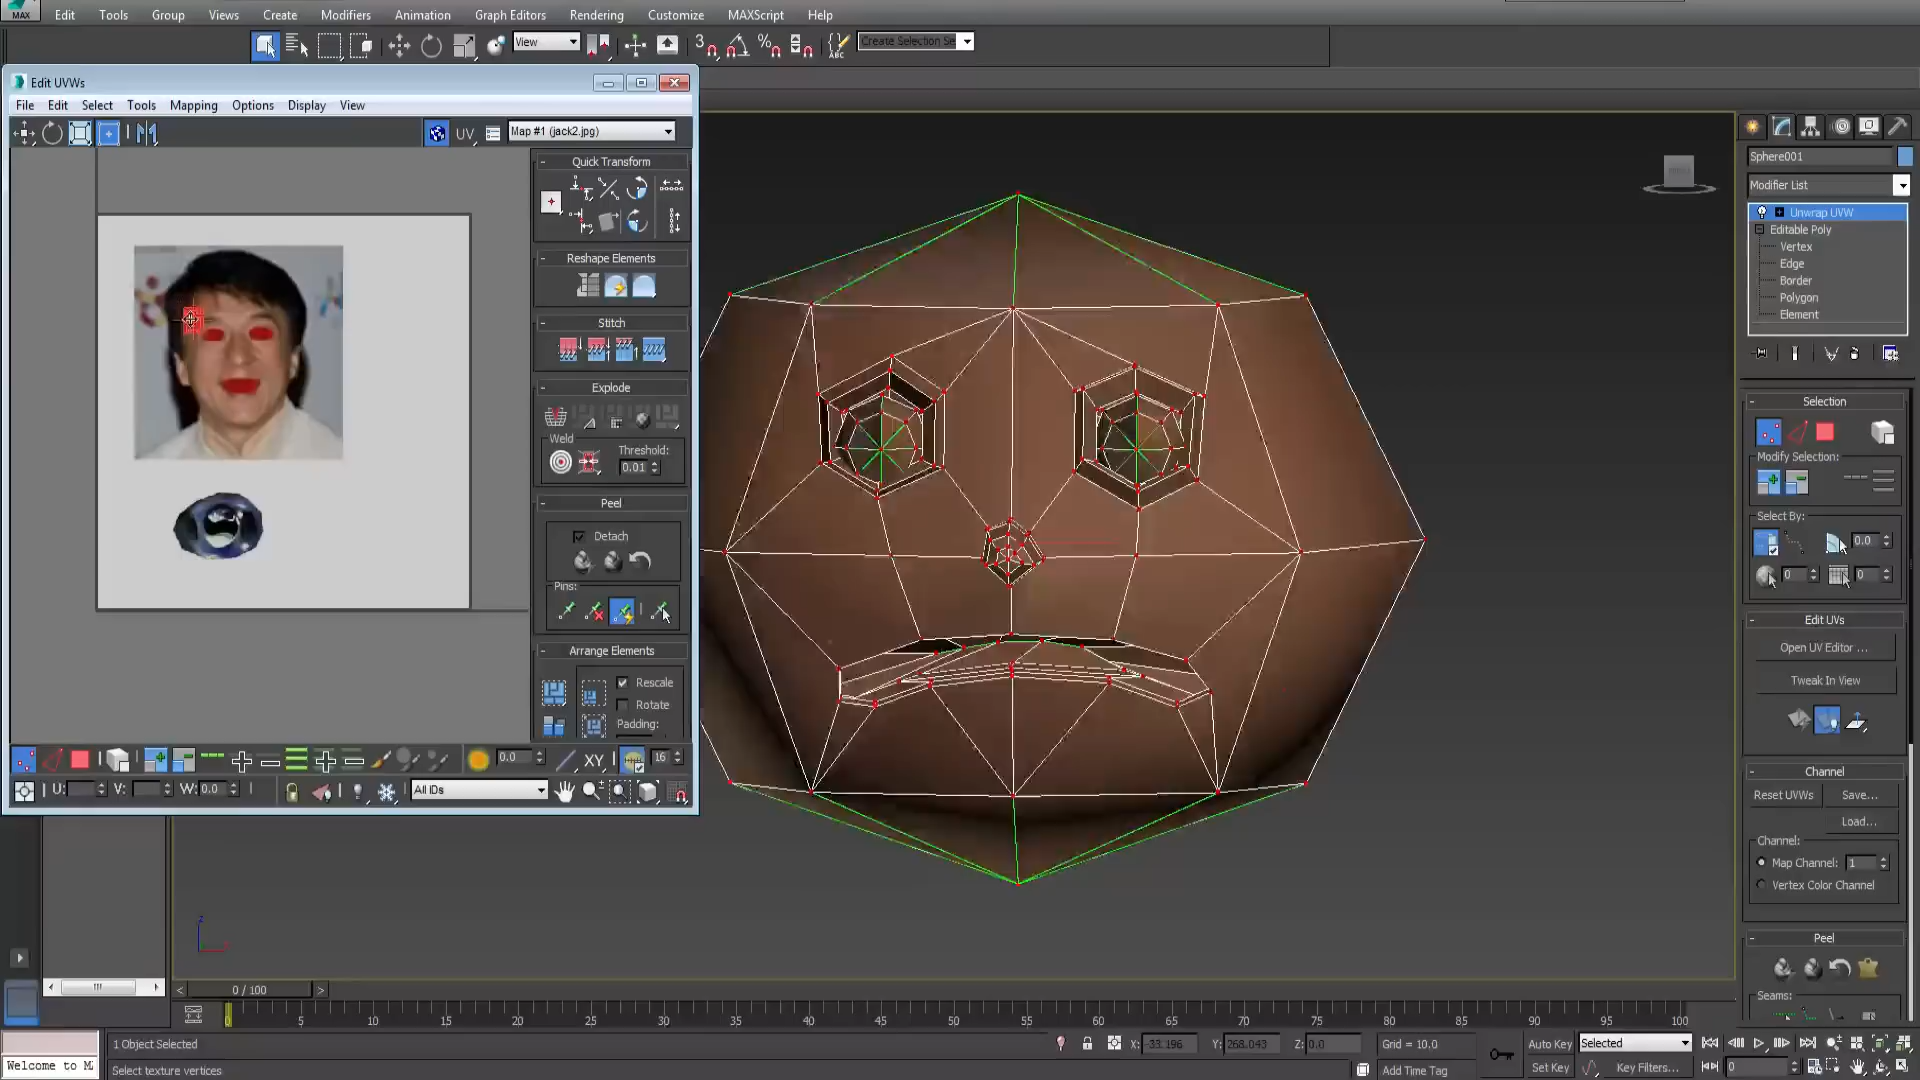 MAX
Edit Tools Group Views Create Modifiers Animation Graph Editors Rendering Customize MAXScript Help
View
3
%
ABC
Create Selection Se
Edit UVWs
File Edit Select Tools Mapping Options Display View
UV
Map #1 (jack2.jpg)
Quick Transform
Reshape Elements
Stitch
Explode
Weld
Threshold:
0.01
Peel
Detach
Pins:
Arrange Elements
Rescale
Rotate
Padding:
0.0
XY
16
U:
V:
W: 0.0
All IDs
Sphere001
Modifier List
Unwrap UVW
Editable Poly
Vertex
Edge
Border
Polygon
Element
Selection
Modify Selection:
Select By:
0.0
0
0
Edit UVs
Open UV Editor ...
Tweak In View
Channel
Reset UVWs Save...
Load...
Channel:
Map Channel: 1
Vertex Color Channel
Peel
Seams:
z
< 0 / 100 >
0 5 10 15 20 25 30 35 40 45 50 55 60 65 70 75 80 85 90 95 100
1 Object Selected
X: -33.196 Y: 268.043 Z: 0.0
Grid = 10.0
Auto Key Selected
Welcome to M
Select texture vertices
Add Time Tag
Set Key
Key Filters...
0